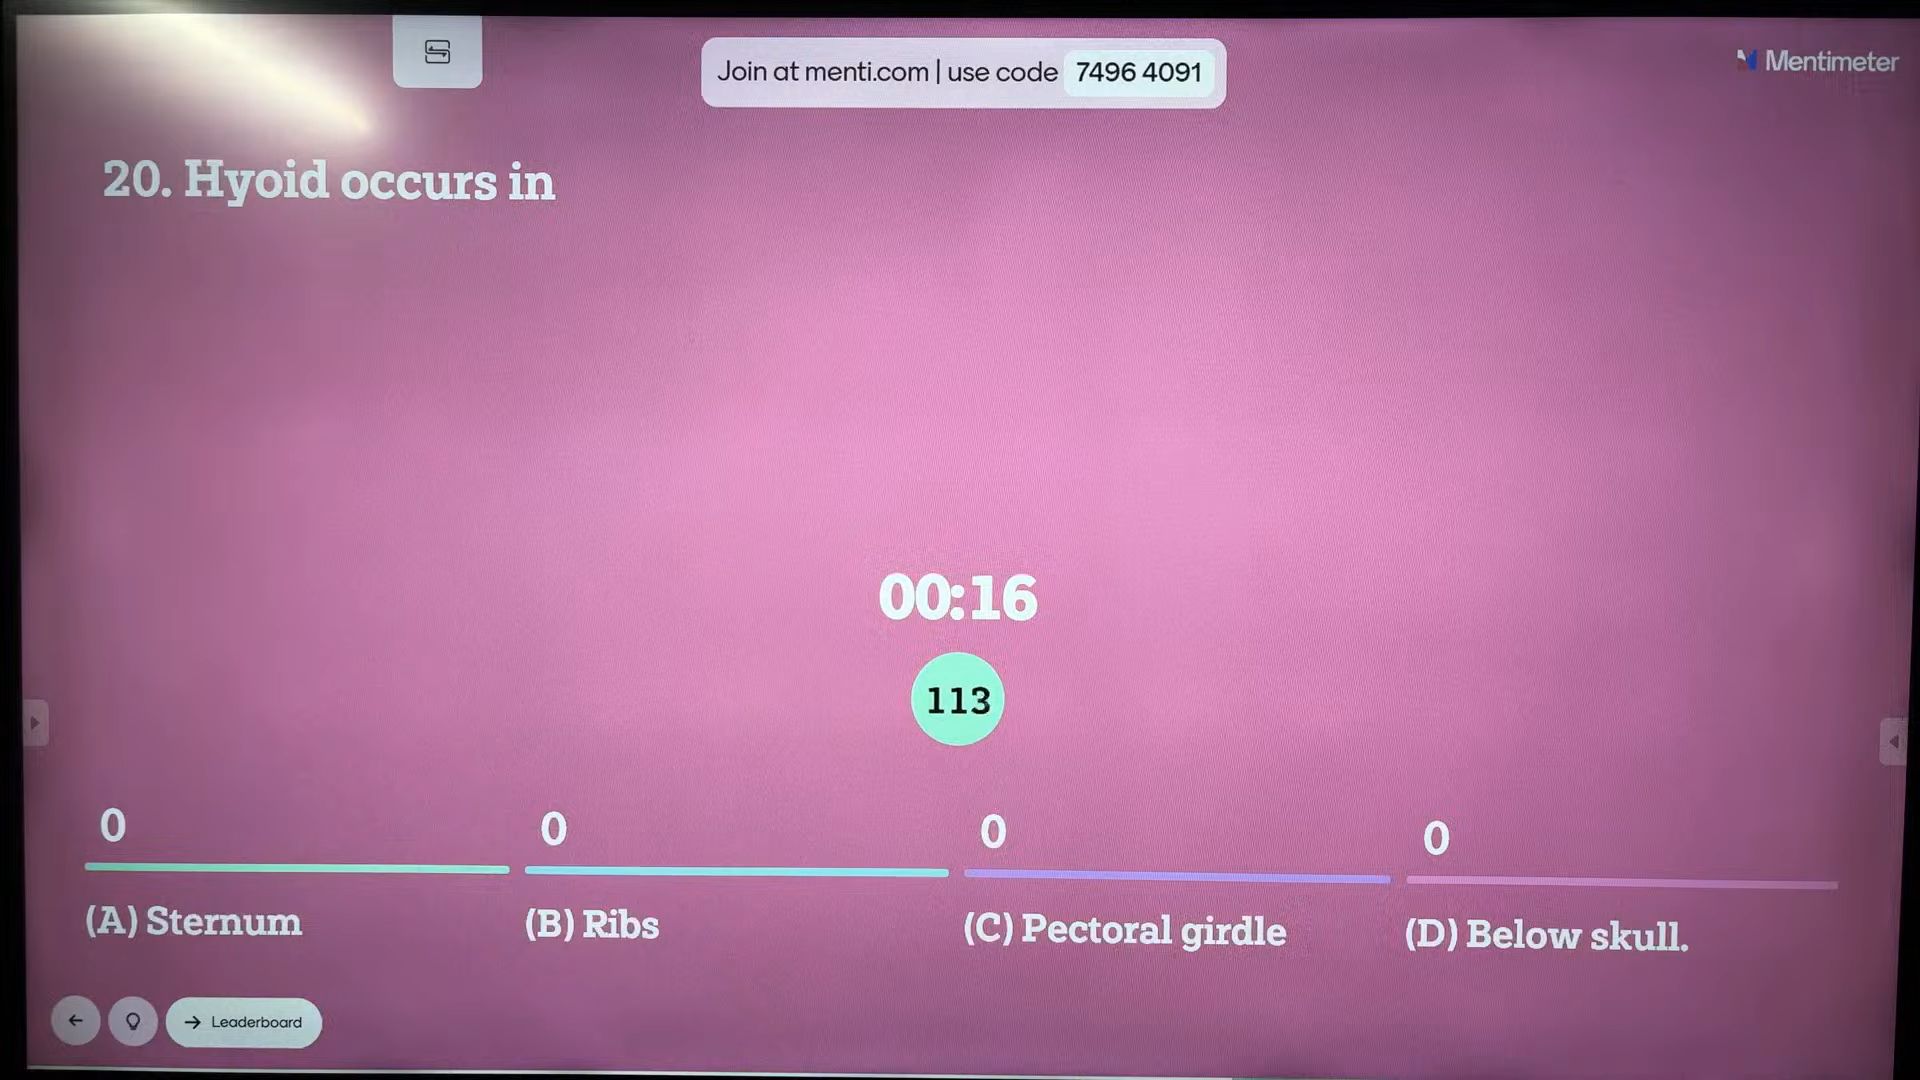 Join at menti.com | use code 7496 4091
Mentimeter
20. Hyoid occurs in
00:16
113
0
0
0
0
(A) Sternum
(B) Ribs
(C) Pectoral girdle
(D) Below skull.
Leaderboard